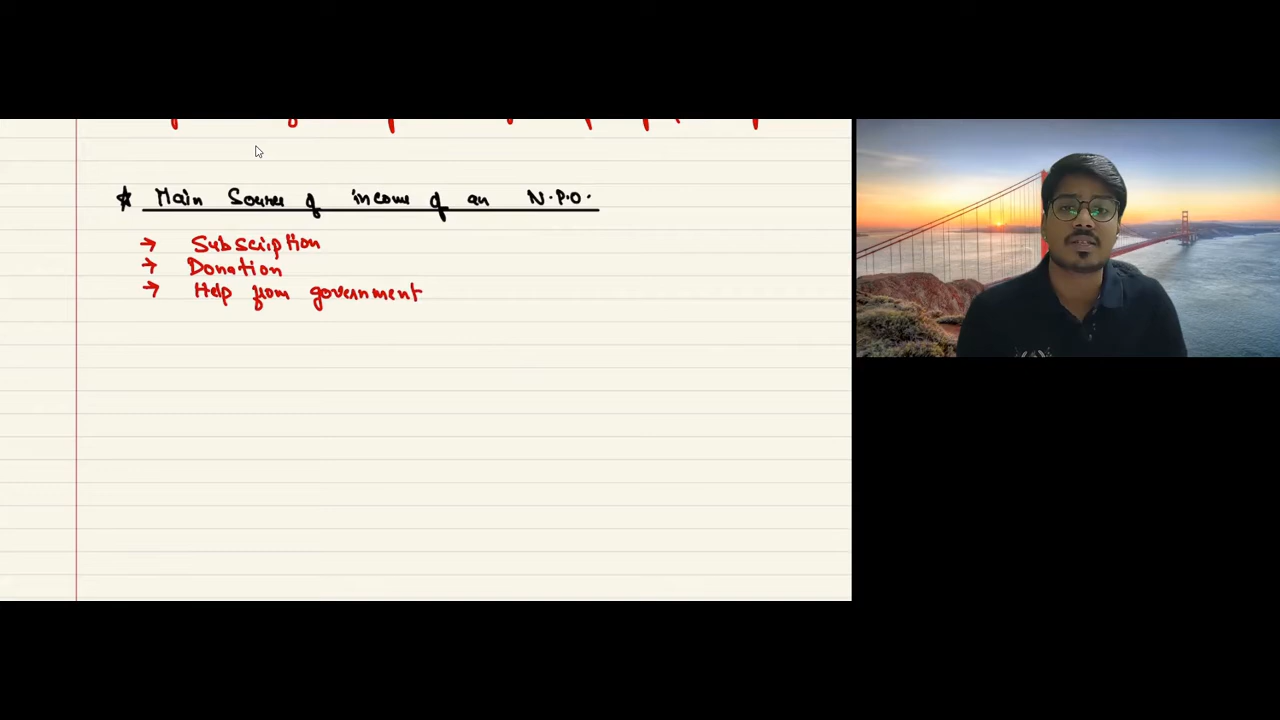 ★ Main Source of income of an N.P.O.
→ Subscription
→ Donation
→ Help from government